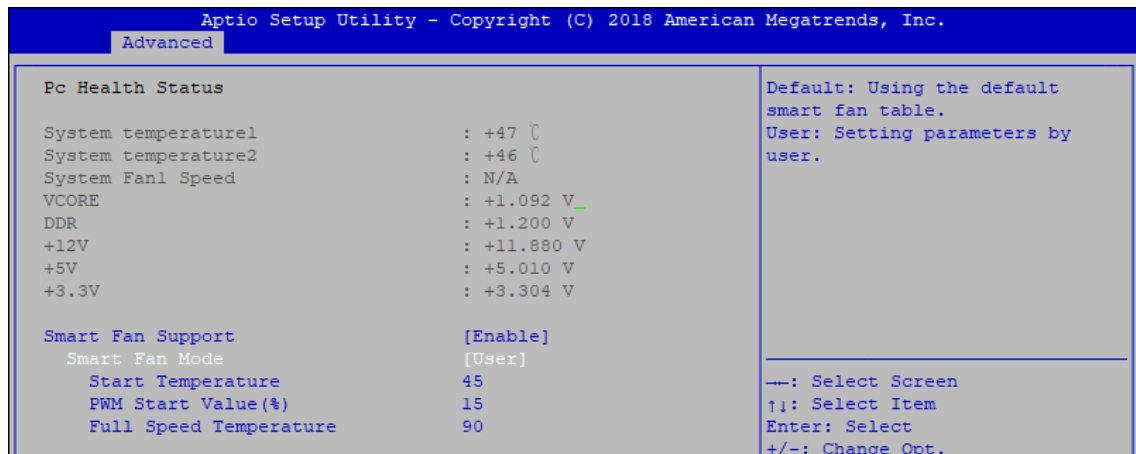 Aptio Setup Utility - Copyright (C) 2018 American Megatrends, Inc.
Advanced
Pc Health Status
System temperature1 : +47 ℃
System temperature2 : +46 ℃
System Fan1 Speed : N/A
VCORE : +1.092 V_
DDR : +1.200 V
+12V : +11.880 V
+5V : +5.010 V
+3.3V : +3.304 V
Smart Fan Support [Enable]
Smart Fan Mode [User]
Start Temperature 45
PWM Start Value(%) 15
Full Speed Temperature 90
Default: Using the default
smart fan table.
User: Setting parameters by
user.
→←: Select Screen
↑↓: Select Item
Enter: Select
+/-: Change Opt.